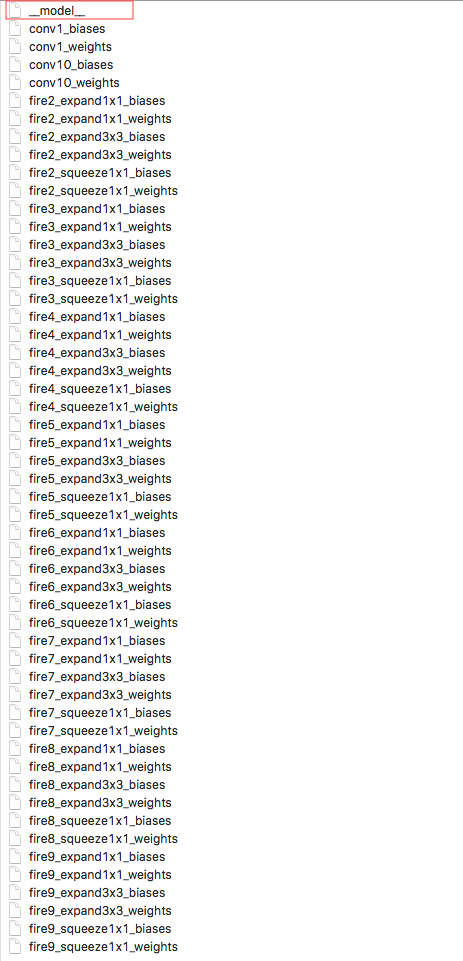 __model__
conv1_biases
conv1_weights
conv10_biases
conv10_weights
fire2_expand1x1_biases
fire2_expand1x1_weights
fire2_expand3x3_biases
fire2_expand3x3_weights
fire2_squeeze1x1_biases
fire2_squeeze1x1_weights
fire3_expand1x1_biases
fire3_expand1x1_weights
fire3_expand3x3_biases
fire3_expand3x3_weights
fire3_squeeze1x1_biases
fire3_squeeze1x1_weights
fire4_expand1x1_biases
fire4_expand1x1_weights
fire4_expand3x3_biases
fire4_expand3x3_weights
fire4_squeeze1x1_biases
fire4_squeeze1x1_weights
fire5_expand1x1_biases
fire5_expand1x1_weights
fire5_expand3x3_biases
fire5_expand3x3_weights
fire5_squeeze1x1_biases
fire5_squeeze1x1_weights
fire6_expand1x1_biases
fire6_expand1x1_weights
fire6_expand3x3_biases
fire6_expand3x3_weights
fire6_squeeze1x1_biases
fire6_squeeze1x1_weights
fire7_expand1x1_biases
fire7_expand1x1_weights
fire7_expand3x3_biases
fire7_expand3x3_weights
fire7_squeeze1x1_biases
fire7_squeeze1x1_weights
fire8_expand1x1_biases
fire8_expand1x1_weights
fire8_expand3x3_biases
fire8_expand3x3_weights
fire8_squeeze1x1_biases
fire8_squeeze1x1_weights
fire9_expand1x1_biases
fire9_expand1x1_weights
fire9_expand3x3_biases
fire9_expand3x3_weights
fire9_squeeze1x1_biases
fire9_squeeze1x1_weights